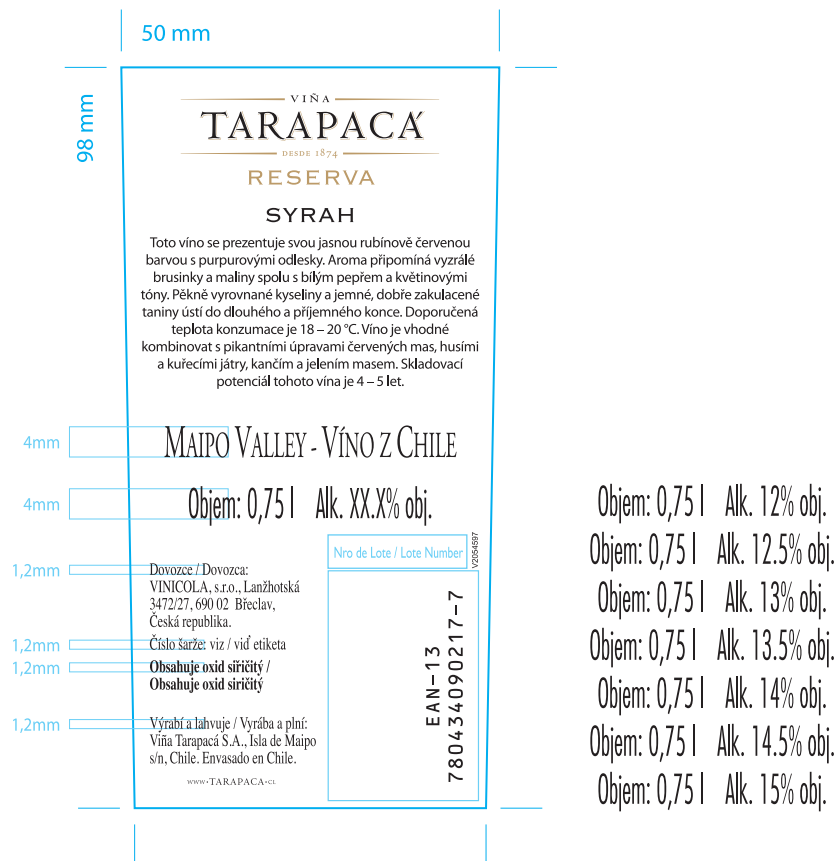 50 mm
98 mm
VIÑA
TARAPACÁ
DESDE 1874
RESERVA
SYRAH
Toto víno se prezentuje svou jasnou rubínově červenou
barvou s purpurovými odlesky. Aroma připomíná vyzrálé
brusinky a maliny spolu s bílým pepřem a květinovými
tóny. Pěkně vyrovnané kyseliny a jemné, dobře zakulacené
taniny ústí do dlouhého a příjemného konce. Doporučená
teplota konzumace je 18 – 20 °C. Víno je vhodné
kombinovat s pikantními úpravami červených mas, husími
a kuřecími játry, kančím a jelením masem. Skladovací
potenciál tohoto vína je 4 – 5 let.
4mm
MAIPO VALLEY - VÍNO Z CHILE
4mm
Objem: 0,75 l Alk. XX.X% obj.
Nro de Lote / Lote Number
V2054597
1,2mm
Dovozce / Dovozca:
VINICOLA, s.r.o., Lanžhotská
3472/27, 690 02 Břeclav,
Česká republika.
1,2mm
Číslo šarže: viz / viď etiketa
1,2mm
Obsahuje oxid siřičitý /
Obsahuje oxid siričitý
1,2mm
Výrabí a lahvuje / Vyrába a plní:
Viña Tarapacá S.A., Isla de Maipo
s/n, Chile. Envasado en Chile.
WWW•TARAPACA•CL
EAN-13
780434090217-7
Objem: 0,75 l Alk. 12% obj.
Objem: 0,75 l Alk. 12.5% obj.
Objem: 0,75 l Alk. 13% obj.
Objem: 0,75 l Alk. 13.5% obj.
Objem: 0,75 l Alk. 14% obj.
Objem: 0,75 l Alk. 14.5% obj.
Objem: 0,75 l Alk. 15% obj.